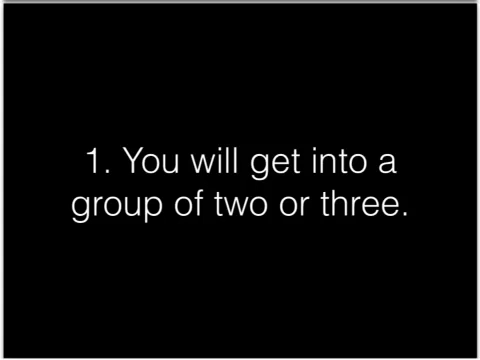 1. You will get into a
group of two or three.